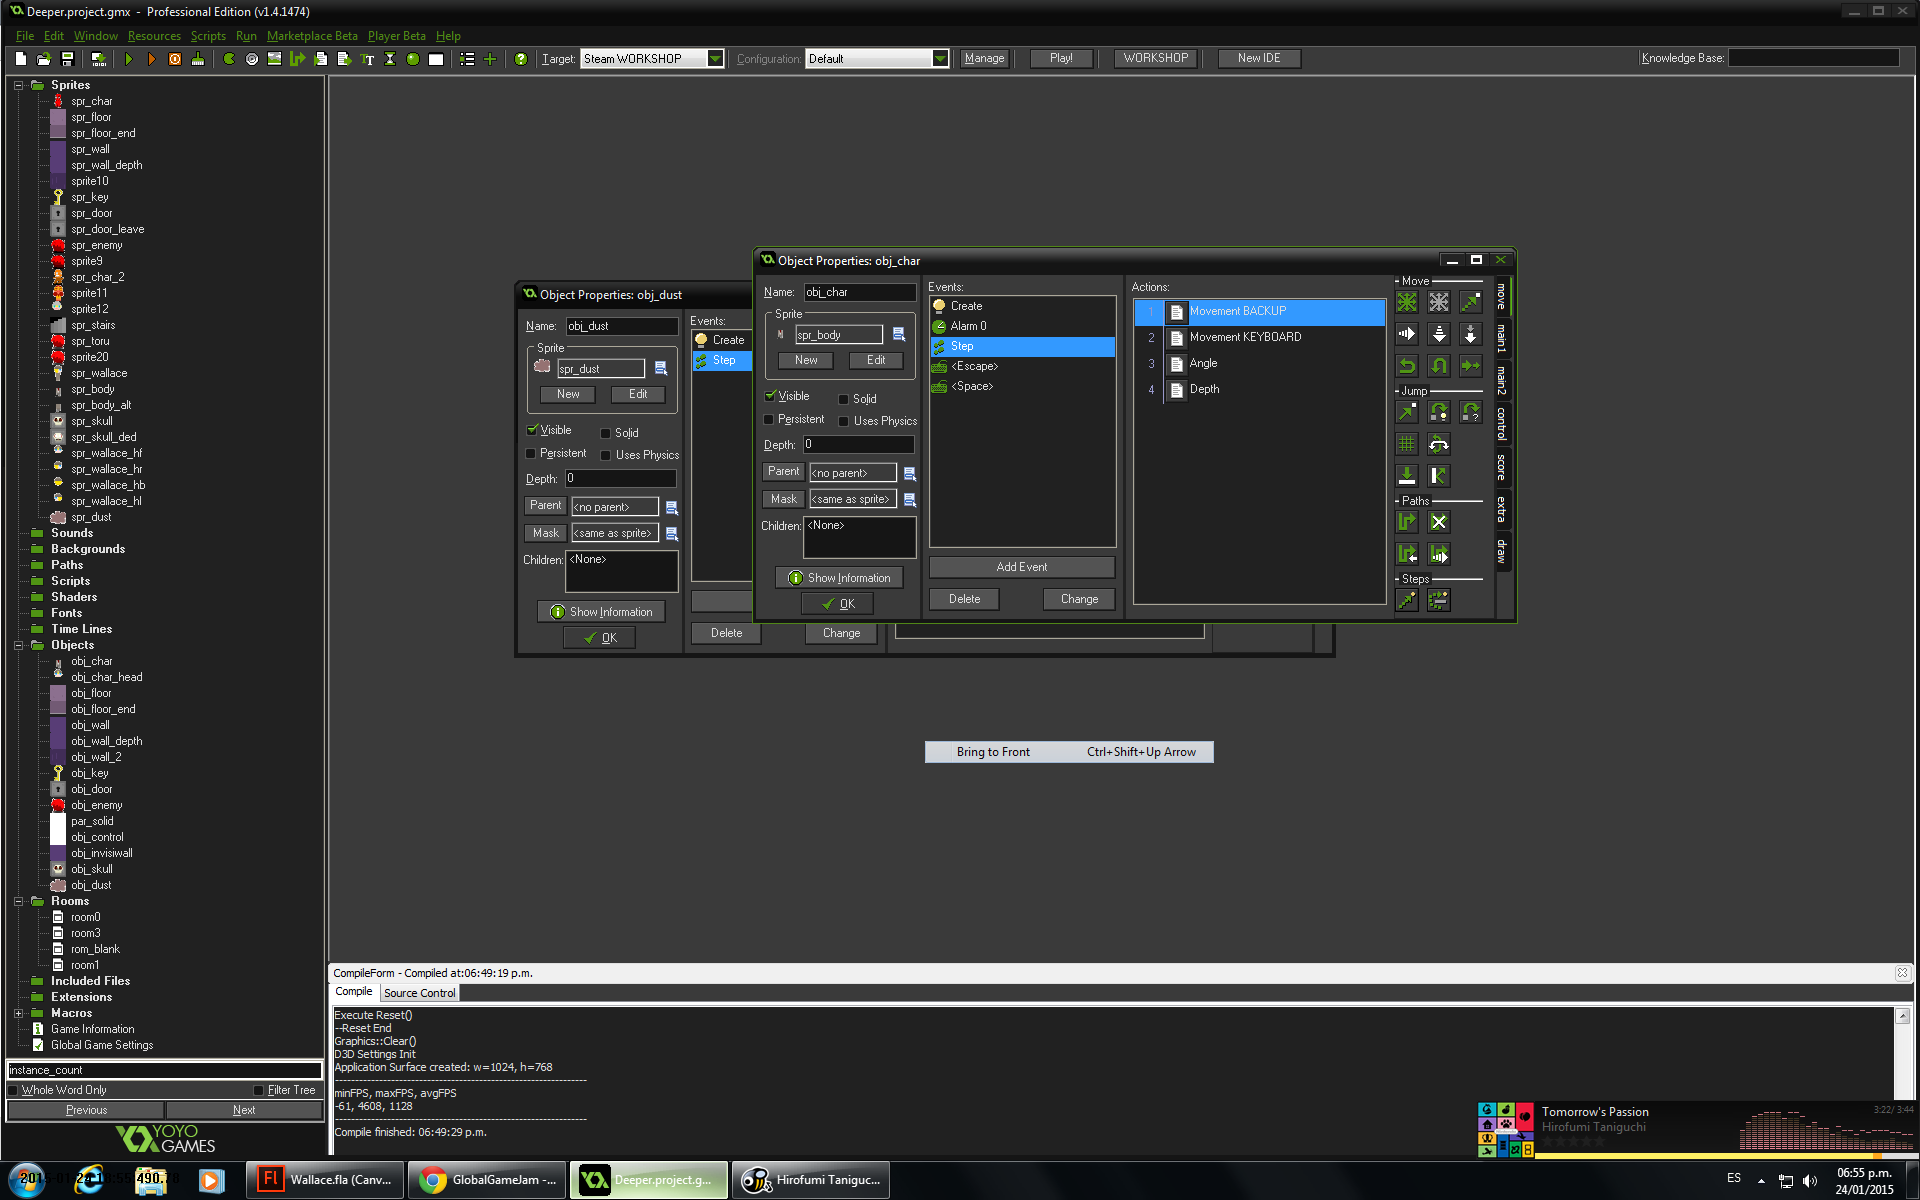 Deeper.project.gmx - Professional Edition (v1.4.1474)
File Edit Window Resources Scripts Run Marketplace Beta Player Beta Help
Target: Steam WORKSHOP Configuration: Default Manage Play! WORKSHOP New IDE Knowledge Base:
Sprites
spr_char
spr_floor
spr_floor_end
spr_wall
spr_wall_depth
sprite10
spr_key
spr_door
spr_door_leave
spr_enemy
sprite9
spr_char_2
sprite11
sprite12
spr_stairs
spr_toru
sprite20
spr_wallace
spr_body
spr_body_alt
spr_skull
spr_skull_ded
spr_wallace_hf
spr_wallace_hr
spr_wallace_hb
spr_wallace_hl
spr_dust
Sounds
Backgrounds
Paths
Scripts
Shaders
Fonts
Time Lines
Objects
obj_char
obj_char_head
obj_floor
obj_floor_end
obj_wall
obj_wall_depth
obj_wall_2
obj_key
obj_door
obj_enemy
par_solid
obj_control
obj_invisiwall
obj_skull
obj_dust
Rooms
room0
room3
rom_blank
room1
Included Files
Extensions
Macros
Game Information
Global Game Settings
instance_count
Whole Word Only Filter Tree
Previous Next
YOYO
GAMES
Object Properties: obj_dust
Name: obj_dust
Sprite
spr_dust
New Edit
Visible Solid
Persistent Uses Physics
Depth: 0
Parent <no parent>
Mask <same as sprite>
Children: <None>
Show Information
OK
Events:
Create
Step
Delete Change
Object Properties: obj_char
Name: obj_char
Sprite
spr_body
New Edit
Visible Solid
Persistent Uses Physics
Depth: 0
Parent <no parent>
Mask <same as sprite>
Children: <None>
Show Information
OK
Events:
Create
Alarm 0
Step
<Escape>
<Space>
Add Event
Delete Change
Actions:
1 Movement BACKUP
2 Movement KEYBOARD
3 Angle
4 Depth
Move
Jump
Paths
Steps
move
main1
main2
control
score
extra
draw
Bring to Front Ctrl+Shift+Up Arrow
CompileForm - Compiled at:06:49:19 p.m.
Compile Source Control
Execute Reset()
--Reset End
Graphics::Clear()
D3D Settings Init
Application Surface created: w=1024, h=768
minFPS, maxFPS, avgFPS
-61, 4608, 1128
Compile finished: 06:49:29 p.m.
Tomorrow's Passion 3:22/ 3:44
Hirofumi Taniguchi
Wallace.fla (Canv...
GlobalGameJam -...
Deeper.project.g...
Hirofumi Taniguc...
ES
06:55 p.m.
24/01/2015